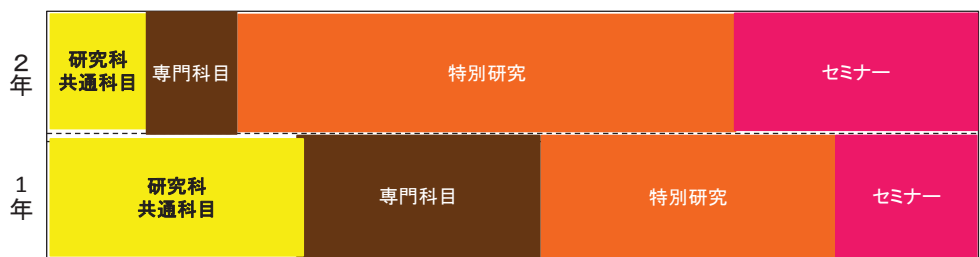 2年
研究科
共通科目
専門科目
特別研究
セミナー
1年
研究科
共通科目
専門科目
特別研究
セミナー